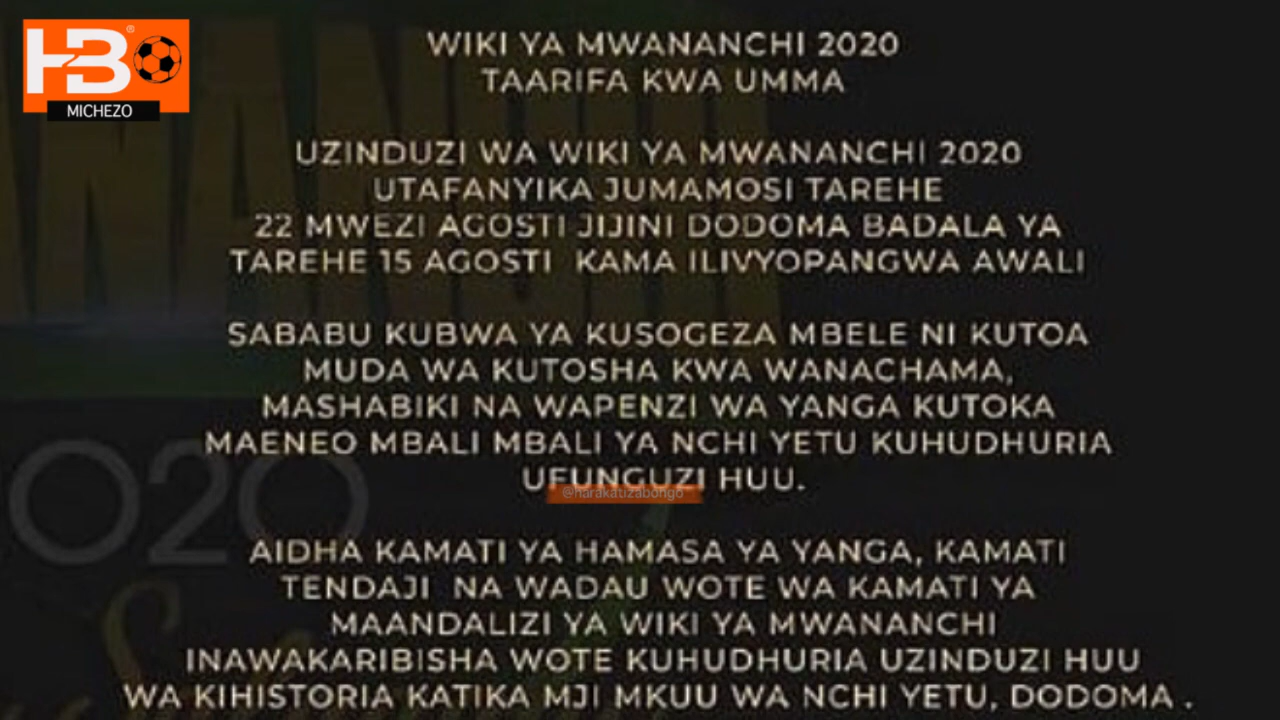 HB
MICHEZO
WIKI YA MWANANCHI 2020
TAARIFA KWA UMMA
UZINDUZI WA WIKI YA MWANANCHI 2020
UTAFANYIKA JUMAMOSI TAREHE
22 MWEZI AGOSTI JIJINI DODOMA BADALA YA
TAREHE 15 AGOSTI KAMA ILIVYOPANGWA AWALI
SABABU KUBWA YA KUSOGEZA MBELE NI KUTOA
MUDA WA KUTOSHA KWA WANACHAMA,
MASHABIKI NA WAPENZI WA YANGA KUTOKA
MAENEO MBALI MBALI YA NCHI YETU KUHUDHURIA
UFUNGUZI HUU.
@harakatizabongo
AIDHA KAMATI YA HAMASA YA YANGA, KAMATI
TENDAJI NA WADAU WOTE WA KAMATI YA
MAANDALIZI YA WIKI YA MWANANCHI
INAWAKARIBISHA WOTE KUHUDHURIA UZINDUZI HUU
WA KIHISTORIA KATIKA MJI MKUU WA NCHI YETU, DODOMA .